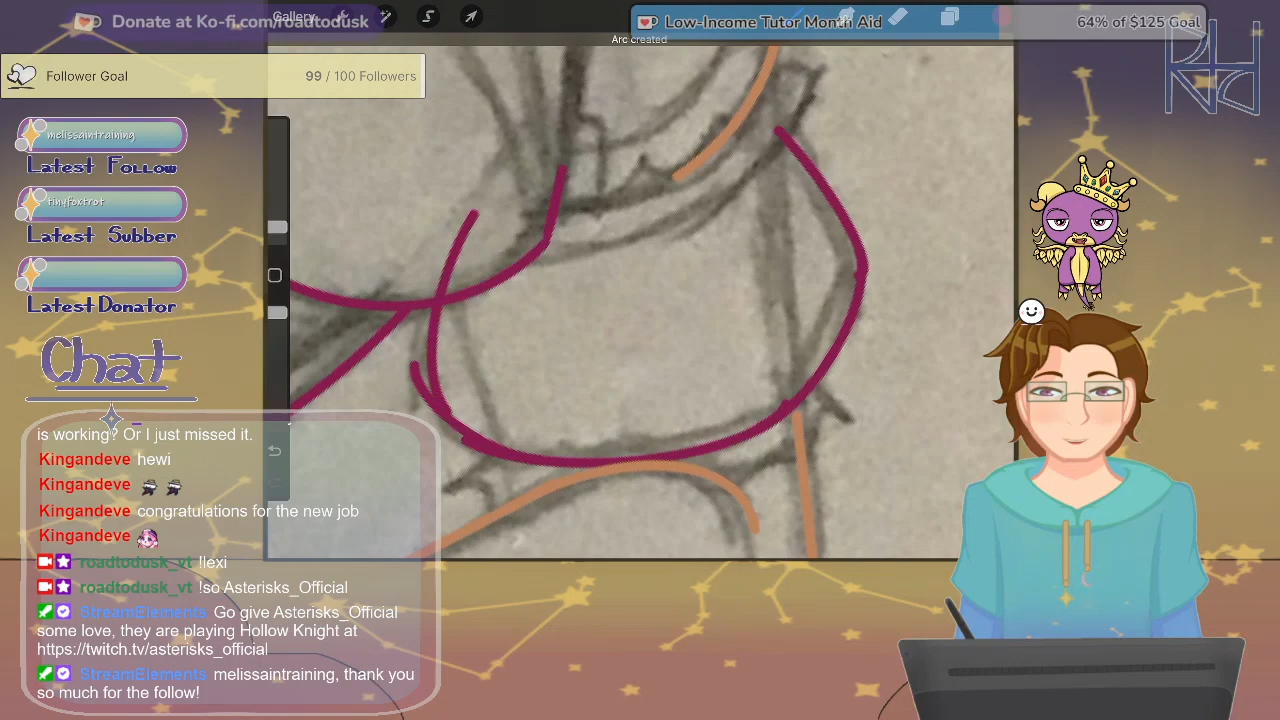 Donate at Ko-fi.com/roadtodusk
Gallery
Low-Income Tutor Month Aid
64% of $125 Goal
Arc created
Follower Goal
99 / 100 Followers
melissaintraining
Latest Follow
tinyfoxtrot
Latest Subber
Latest Donator
Chat
is working? Or I just missed it.
Kingandeve hewi
Kingandeve
Kingandeve congratulations for the new job
Kingandeve
roadtodusk_vt !lexi
roadtodusk_vt !so Asterisks_Official
StreamElements Go give Asterisks_Official
some love, they are playing Hollow Knight at
https://twitch.tv/asterisks_official
StreamElements melissaintraining, thank you
so much for the follow!